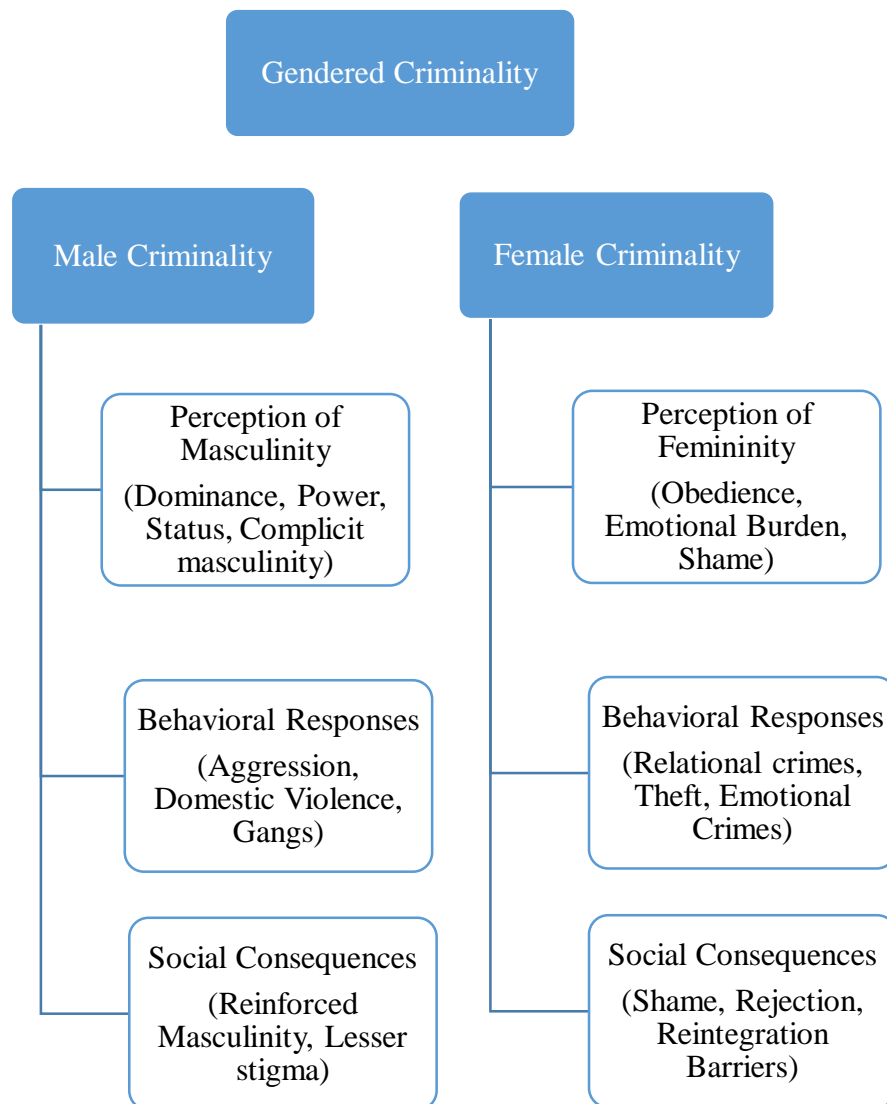 Gendered Criminality
Male Criminality
Perception of
Masculinity
(Dominance, Power,
Status, Complicit
masculinity)
Behavioral Responses
(Aggression,
Domestic Violence,
Gangs)
Social Consequences
(Reinforced
Masculinity, Lesser
stigma)
Female Criminality
Perception of
Femininity
(Obedience,
Emotional Burden,
Shame)
Behavioral Responses
(Relational crimes,
Theft, Emotional
Crimes)
Social Consequences
(Shame, Rejection,
Reintegration
Barriers)